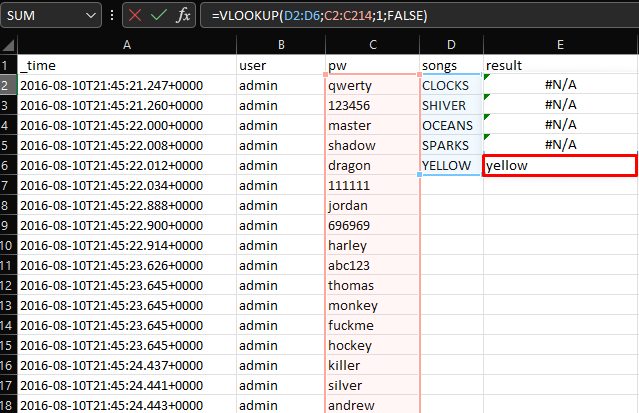 SUM =VLOOKUP(D2:D6;C2:C214;1;FALSE)
A B C D E
1 _time user pw songs result
2 2016-08-10T21:45:21.247+0000 admin qwerty CLOCKS #N/A
3 2016-08-10T21:45:21.260+0000 admin 123456 SHIVER #N/A
4 2016-08-10T21:45:22.000+0000 admin master OCEANS #N/A
5 2016-08-10T21:45:22.008+0000 admin shadow SPARKS #N/A
6 2016-08-10T21:45:22.012+0000 admin dragon YELLOW yellow
7 2016-08-10T21:45:22.034+0000 admin 111111
8 2016-08-10T21:45:22.888+0000 admin jordan
9 2016-08-10T21:45:22.900+0000 admin 696969
10 2016-08-10T21:45:22.914+0000 admin harley
11 2016-08-10T21:45:23.626+0000 admin abc123
12 2016-08-10T21:45:23.645+0000 admin thomas
13 2016-08-10T21:45:23.645+0000 admin monkey
14 2016-08-10T21:45:23.645+0000 admin fuckme
15 2016-08-10T21:45:23.645+0000 admin hockey
16 2016-08-10T21:45:24.437+0000 admin killer
17 2016-08-10T21:45:24.441+0000 admin silver
18 2016-08-10T21:45:24.443+0000 admin andrew